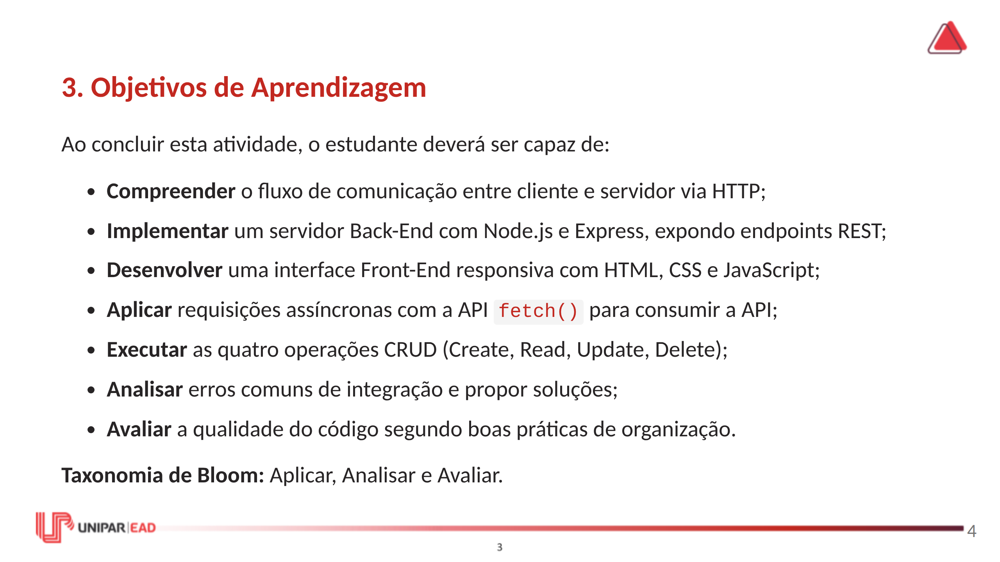 3. Objetivos de Aprendizagem
Ao concluir esta atividade, o estudante deverá ser capaz de:
• Compreender o fluxo de comunicação entre cliente e servidor via HTTP;
• Implementar um servidor Back-End com Node.js e Express, expondo endpoints REST;
• Desenvolver uma interface Front-End responsiva com HTML, CSS e JavaScript;
• Aplicar requisições assíncronas com a API fetch() para consumir a API;
• Executar as quatro operações CRUD (Create, Read, Update, Delete);
• Analisar erros comuns de integração e propor soluções;
• Avaliar a qualidade do código segundo boas práticas de organização.
Taxonomia de Bloom: Aplicar, Analisar e Avaliar.
UNIPAR|EAD
4
3